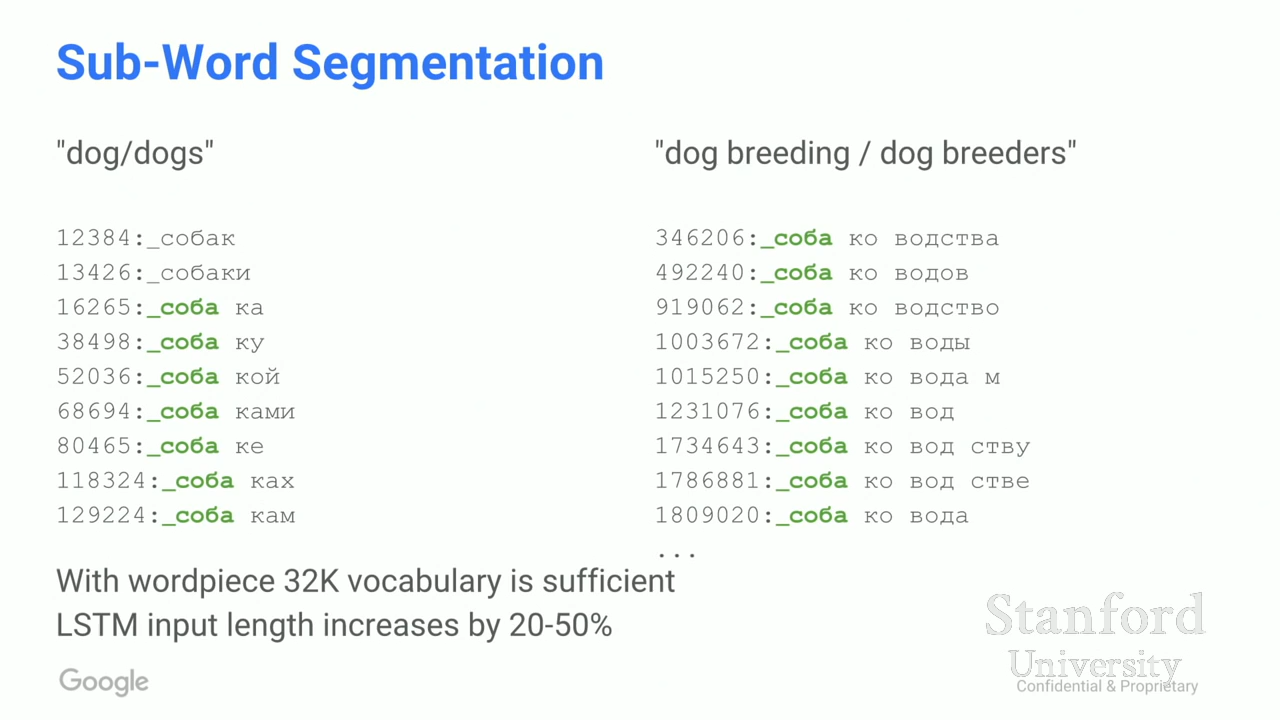 Sub-Word Segmentation
"dog/dogs"
12384:_собак
13426:_собаки
16265:_соба ка
38498:_соба ку
52036:_соба кой
68694:_соба ками
80465:_соба ке
118324:_соба ках
129224:_соба кам
"dog breeding / dog breeders"
346206:_соба ко водства
492240:_соба ко водов
919062:_соба ко водство
1003672:_соба ко воды
1015250:_соба ко вода м
1231076:_соба ко вод
1734643:_соба ко вод ству
1786881:_соба ко вод стве
1809020:_соба ко вода
...
With wordpiece 32K vocabulary is sufficient
LSTM input length increases by 20-50%
Google
Stanford
University
Confidential & Proprietary